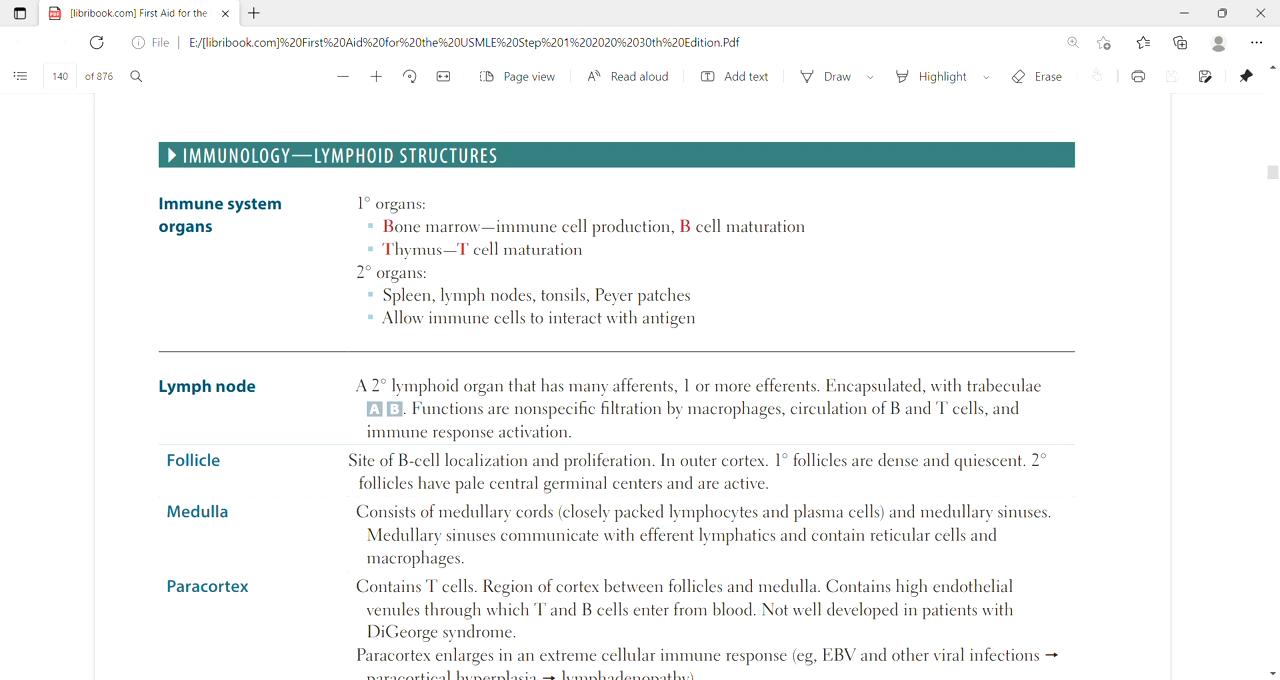 [libribook.com] First Aid for the
File
E:/[libribook.com]%20First%20Aid%20for%20the%20USMLE%20Step%201%202020%2030th%20Edition.Pdf
140 of 876
Page view
Read aloud
Add text
Draw
Highlight
Erase
IMMUNOLOGY—LYMPHOID STRUCTURES
Immune system
organs
1° organs:
▪ Bone marrow—immune cell production, B cell maturation
▪ Thymus—T cell maturation
2° organs:
▪ Spleen, lymph nodes, tonsils, Peyer patches
▪ Allow immune cells to interact with antigen
Lymph node
A 2° lymphoid organ that has many afferents, 1 or more efferents. Encapsulated, with trabeculae
A B. Functions are nonspecific filtration by macrophages, circulation of B and T cells, and
immune response activation.
Follicle
Site of B-cell localization and proliferation. In outer cortex. 1° follicles are dense and quiescent. 2°
follicles have pale central germinal centers and are active.
Medulla
Consists of medullary cords (closely packed lymphocytes and plasma cells) and medullary sinuses.
Medullary sinuses communicate with efferent lymphatics and contain reticular cells and
macrophages.
Paracortex
Contains T cells. Region of cortex between follicles and medulla. Contains high endothelial
venules through which T and B cells enter from blood. Not well developed in patients with
DiGeorge syndrome.
Paracortex enlarges in an extreme cellular immune response (eg, EBV and other viral infections →
paracortical hyperplasia → lymphadenopathy)